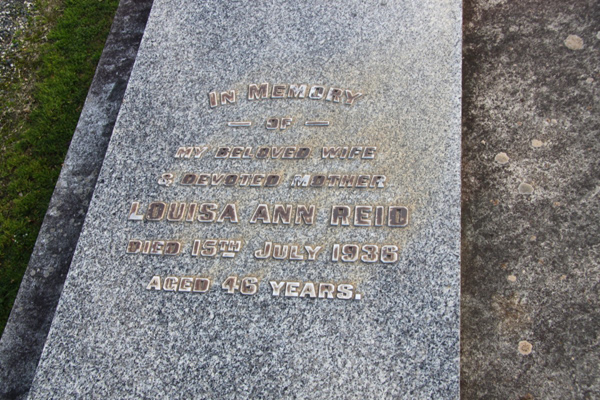 IN MEMORY
— OF —
MY BELOVED WIFE
& DEVOTED MOTHER
LOUISA ANN REID
DIED 15TH JULY 1936
AGED 46 YEARS.